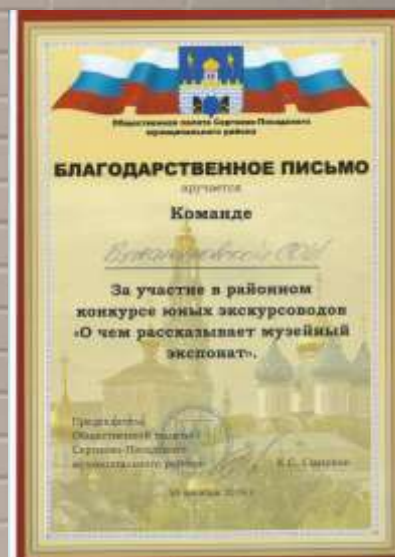 Общественная палата Сергиево-Посадского
муниципального района
БЛАГОДАРСТВЕННОЕ ПИСЬМО
вручается
Команде
За участие в районном
конкурсе юных экскурсоводов
«О чем рассказывает музейный
экспонат».
Председатель
Общественной палаты
Сергиево-Посадского
муниципального района